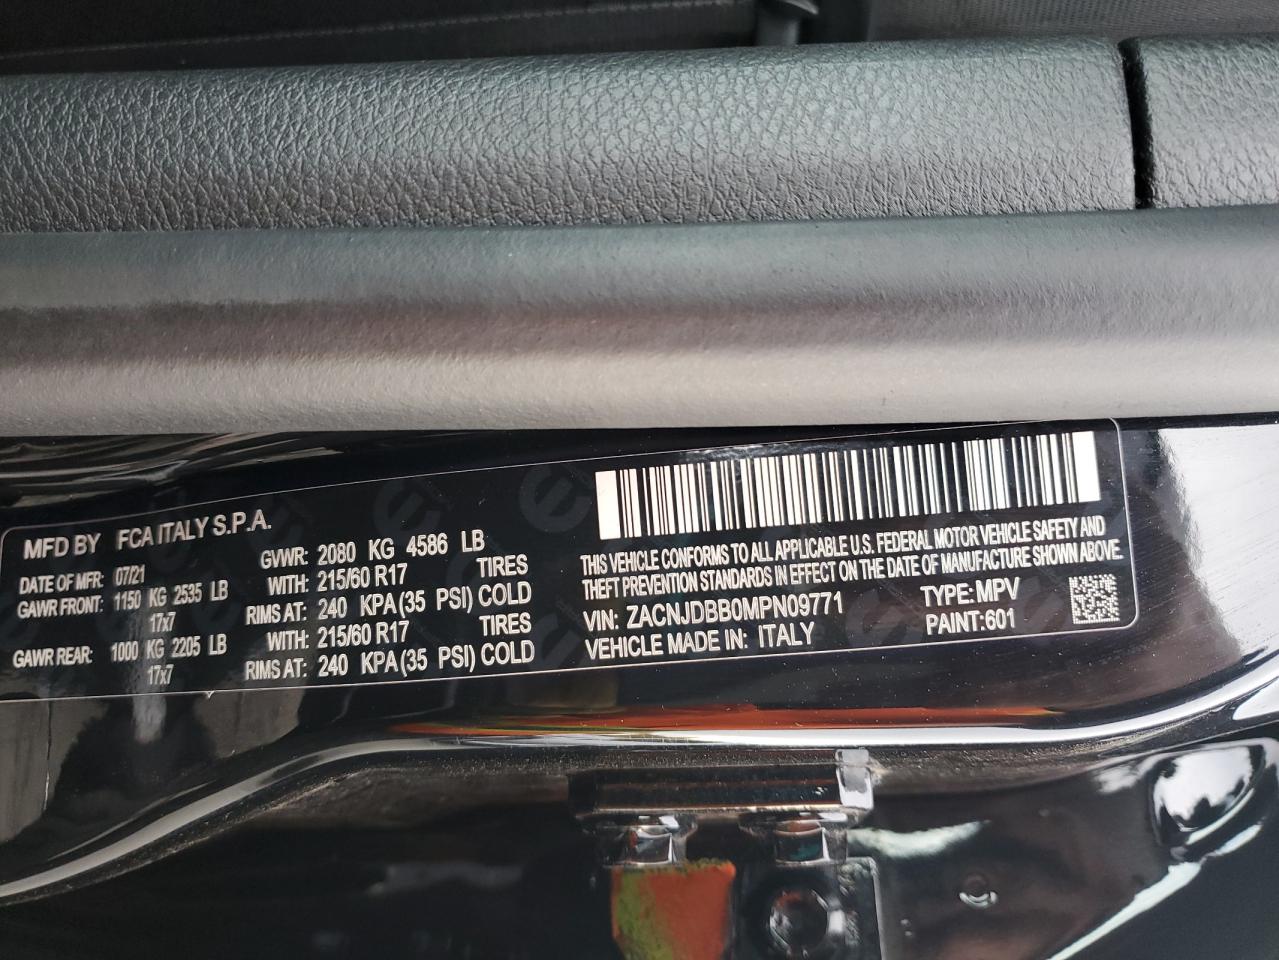 MFD BY FCA ITALY S.P.A.
DATE OF MFR: 07/21 GVWR: 2080 KG 4586 LB
GAWR FRONT: 1150 KG 2535 LB WITH: 215/60 R17 TIRES
17x7 RIMS AT: 240 KPA(35 PSI) COLD
GAWR REAR: 1000 KG 2205 LB WITH: 215/60 R17 TIRES
17x7 RIMS AT: 240 KPA(35 PSI) COLD
THIS VEHICLE CONFORMS TO ALL APPLICABLE U.S. FEDERAL MOTOR VEHICLE SAFETY AND
THEFT PREVENTION STANDARDS IN EFFECT ON THE DATE OF MANUFACTURE SHOWN ABOVE.
VIN: ZACNJDBB0MPN09771 TYPE: MPV
VEHICLE MADE IN: ITALY PAINT: 601